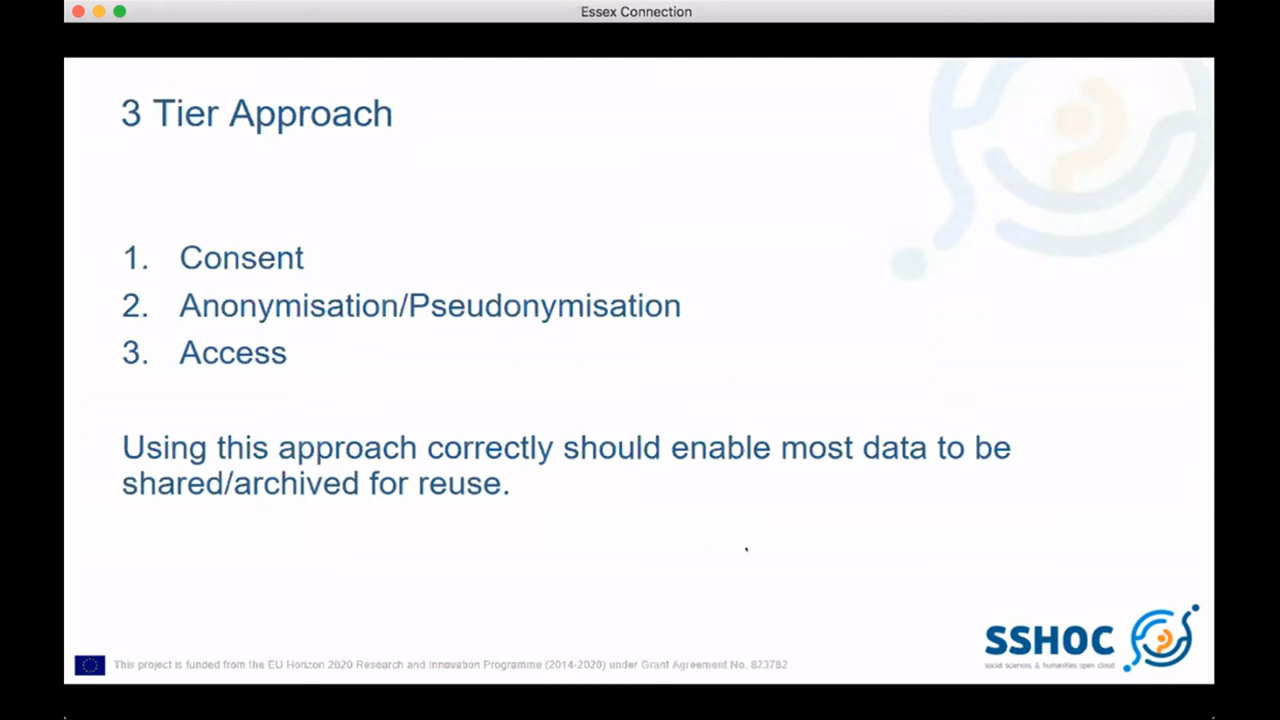 Essex Connection
3 Tier Approach
1. Consent
2. Anonymisation/Pseudonymisation
3. Access
Using this approach correctly should enable most data to be
shared/archived for reuse.
SSHOC
social sciences & humanities open cloud
This project is funded from the EU Horizon 2020 Research and Innovation Programme (2014-2020) under Grant Agreement No. 823782